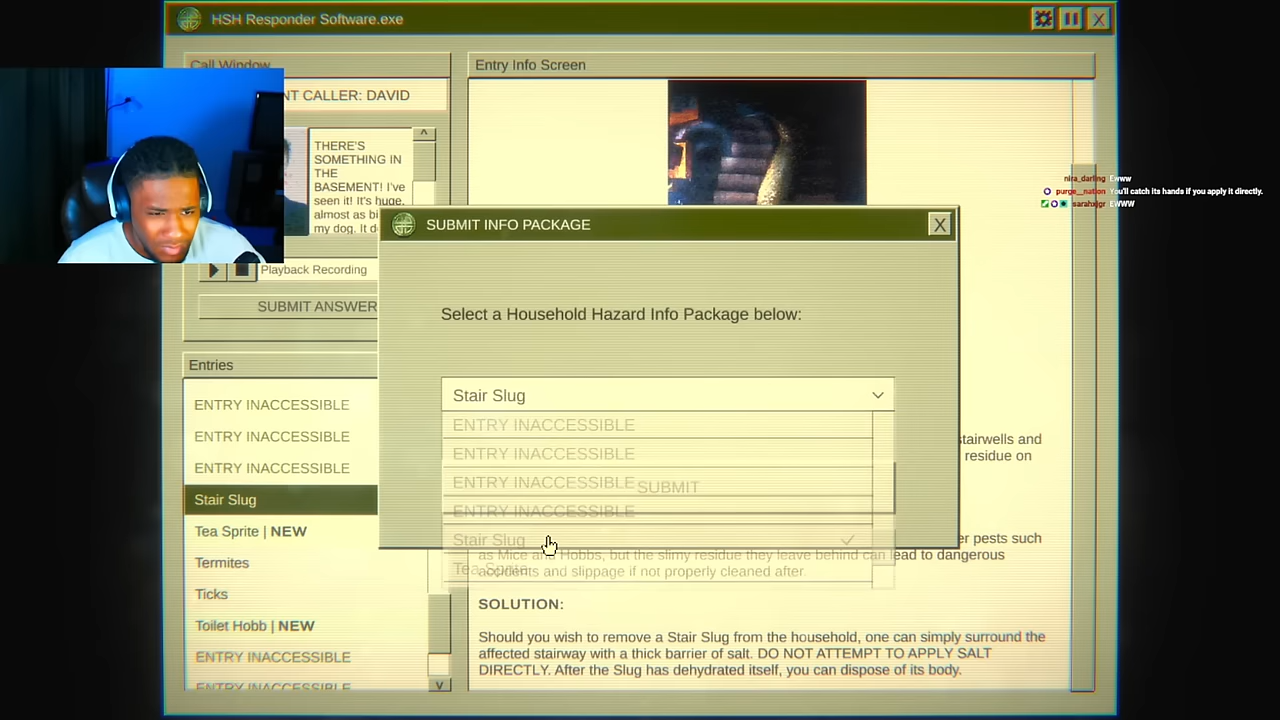 HSH Responder Software.exe
X
Call Window
NT CALLER: DAVID
THERE'S
SOMETHING IN
THE
BASEMENT! I've
seen it! It's huge,
almost as bi
my dog. It d
Playback Recording
SUBMIT ANSWER
Entries
ENTRY INACCESSIBLE
ENTRY INACCESSIBLE
ENTRY INACCESSIBLE
Stair Slug
Tea Sprite | NEW
Termites
Ticks
Toilet Hobb | NEW
ENTRY INACCESSIBLE
ENTRY INACCESSIBLE
Entry Info Screen
SUBMIT INFO PACKAGE
X
Select a Household Hazard Info Package below:
Stair Slug
ENTRY INACCESSIBLE
ENTRY INACCESSIBLE
ENTRY INACCESSIBLE
SUBMIT
ENTRY INACCESSIBLE
Stair Slug
Tea Sprite
stairwells and
residue on
er pests such
as Mice and Hobbs, but the slimy residue they leave behind can lead to dangerous
accidents and slippage if not properly cleaned after.
SOLUTION:
Should you wish to remove a Stair Slug from the household, one can simply surround the
affected stairway with a thick barrier of salt. DO NOT ATTEMPT TO APPLY SALT
DIRECTLY. After the Slug has dehydrated itself, you can dispose of its body.
nira_darling Ewww
purge_nation You'll catch its hands if you apply it directly.
sarahxjgr EWWW